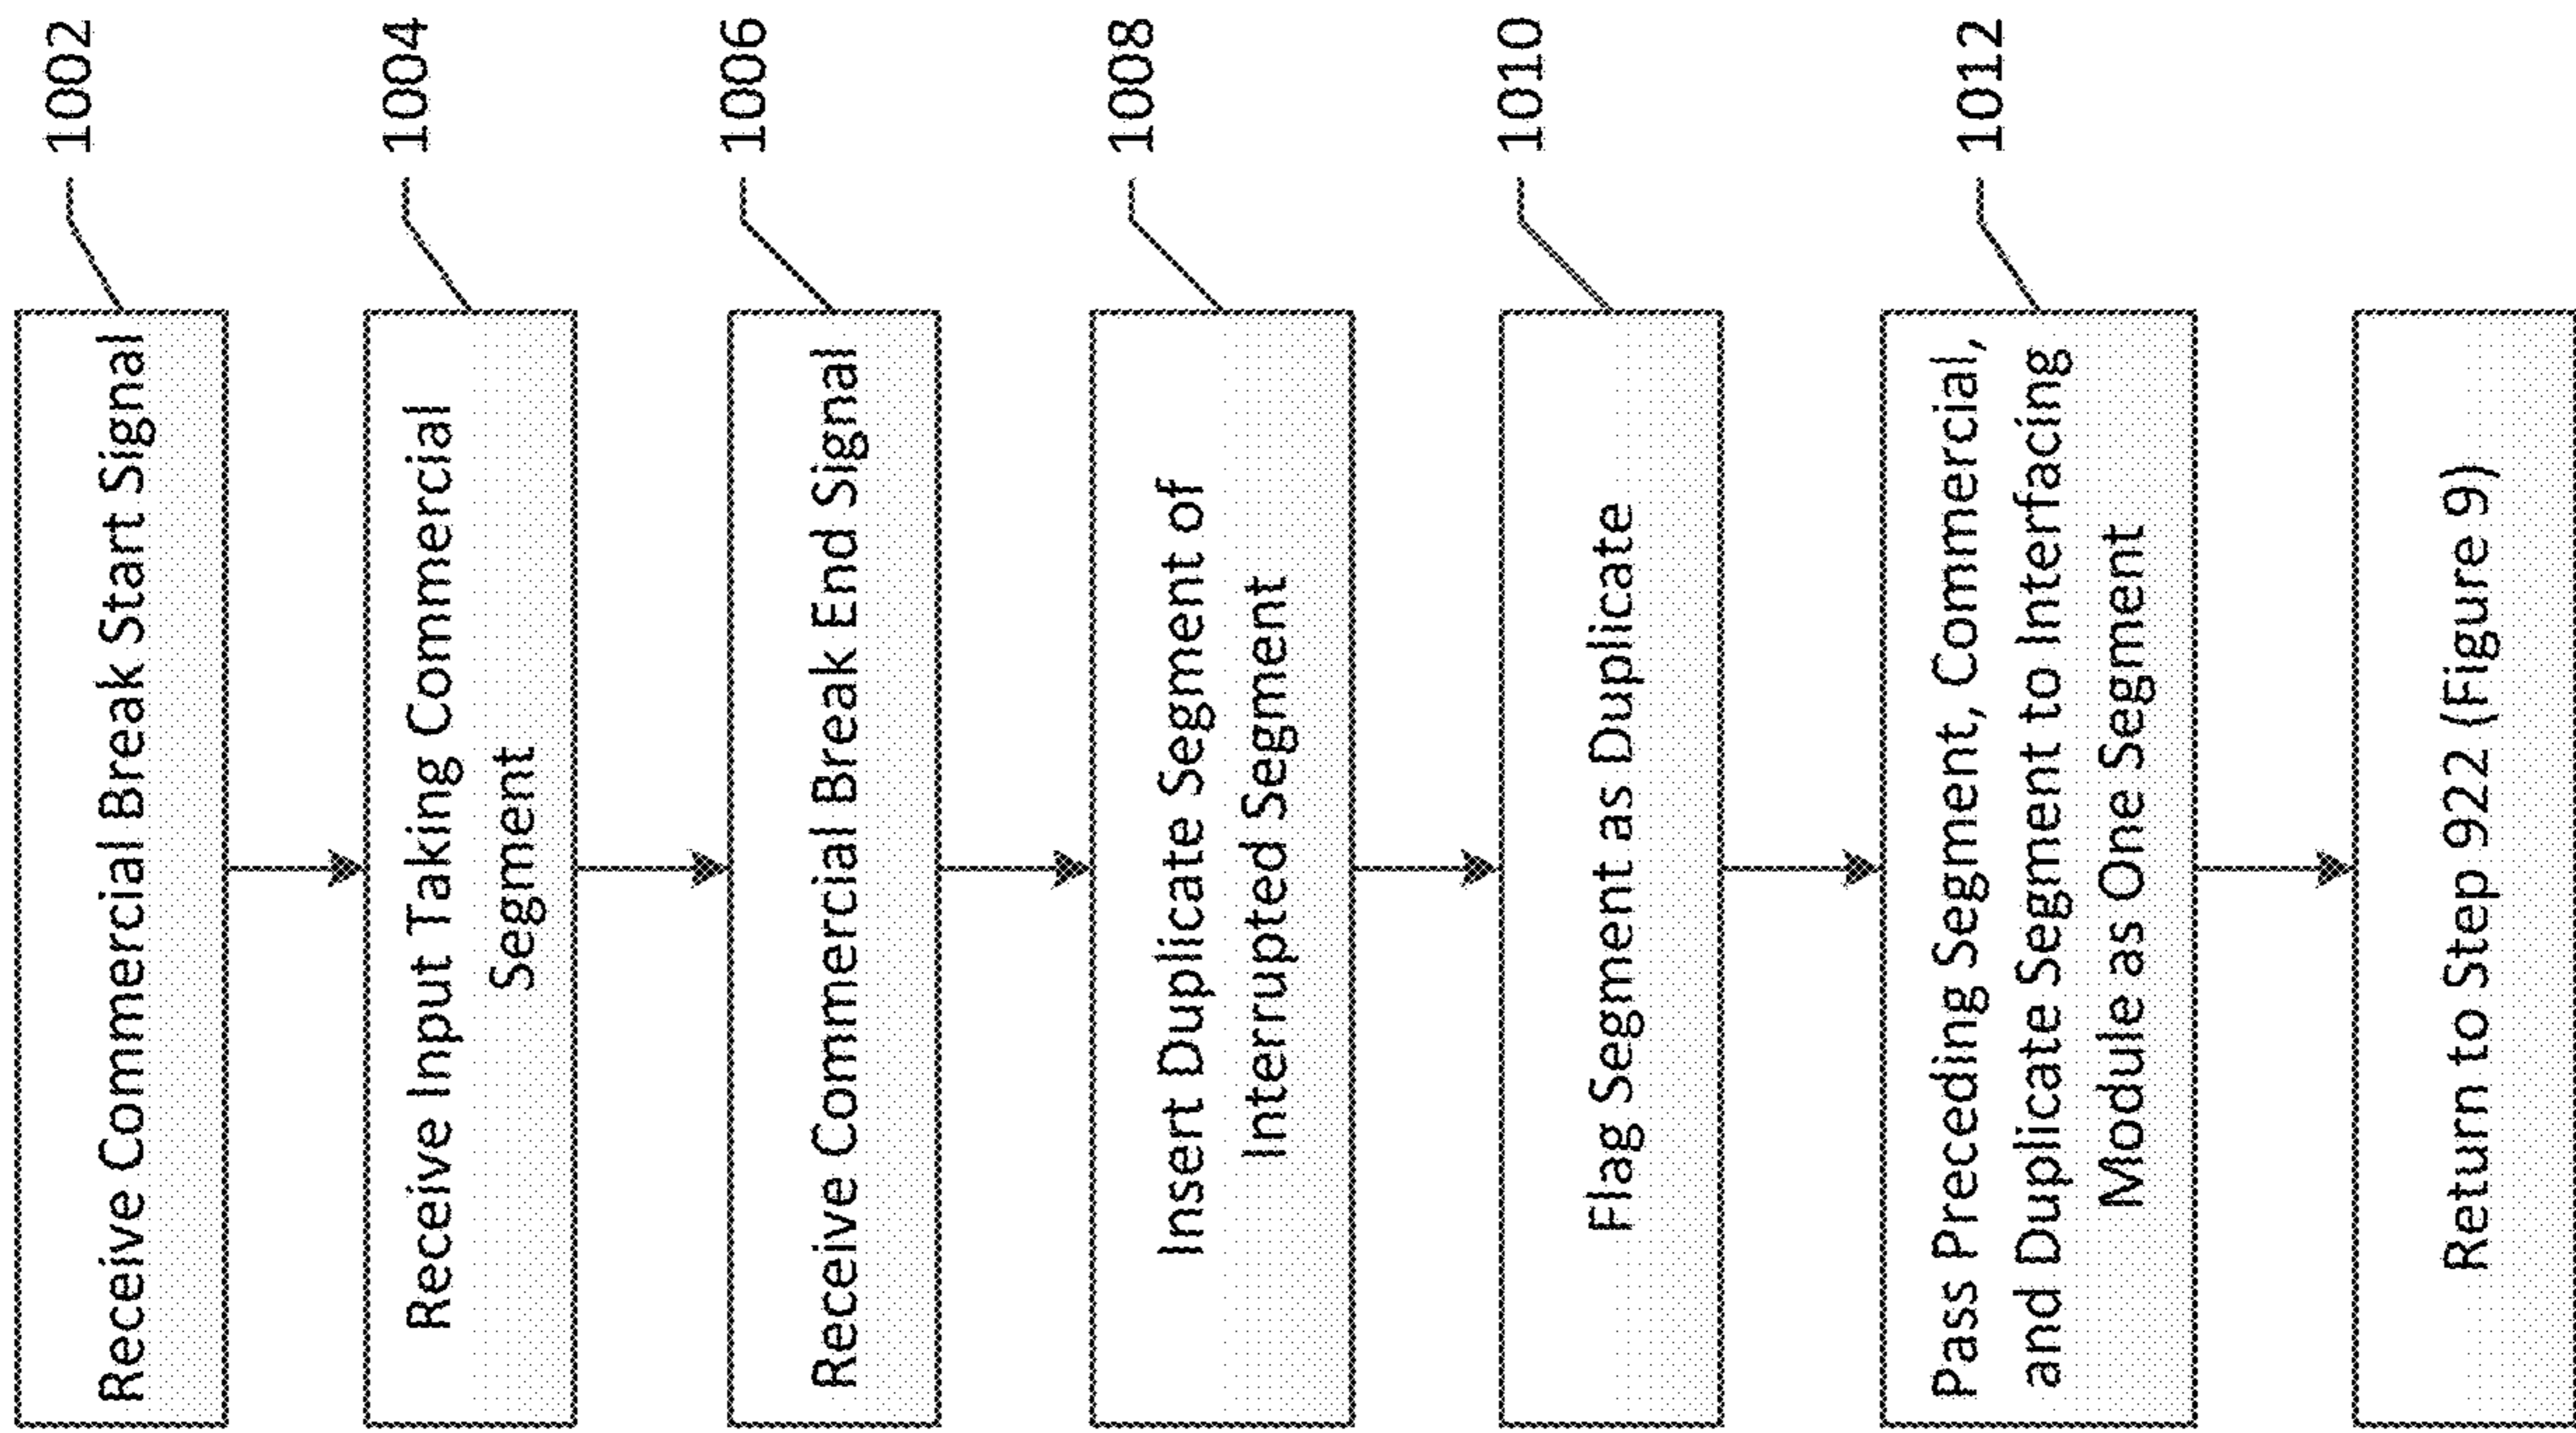 Receive Commercial Break Start Signal
1002
Receive Input Taking Commercial
Segment
1004
Receive Commercial Break End Signal
1006
Insert Duplicate Segment of
Interrupted Segment
1008
Flag Segment as Duplicate
1010
Pass Preceding Segment, Commercial,
and Duplicate Segment to Interfacing
Module as One Segment
1012
Return to Step 922 (Figure 9)